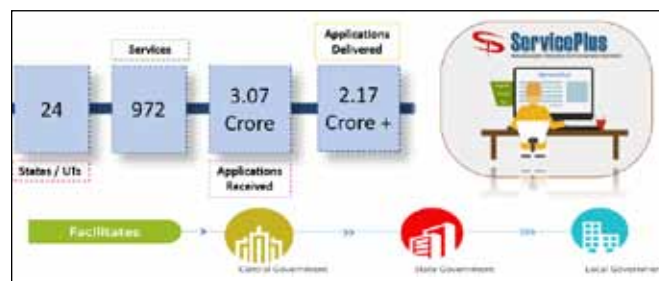 Services
Applications
Delivered
ServicePlus
24
972
3.07
Crore
2.17
Crore +
States / UTs
Applications
Received
Facilitates
Central Government
State Government
Local Government